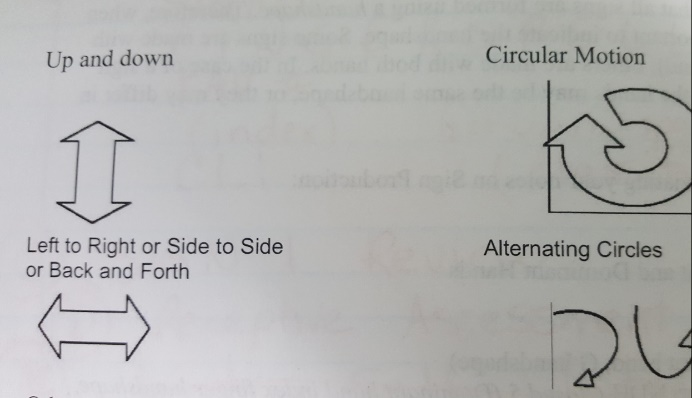 Up and down
Circular Motion
Left to Right or Side to Side
or Back and Forth
Alternating Circles